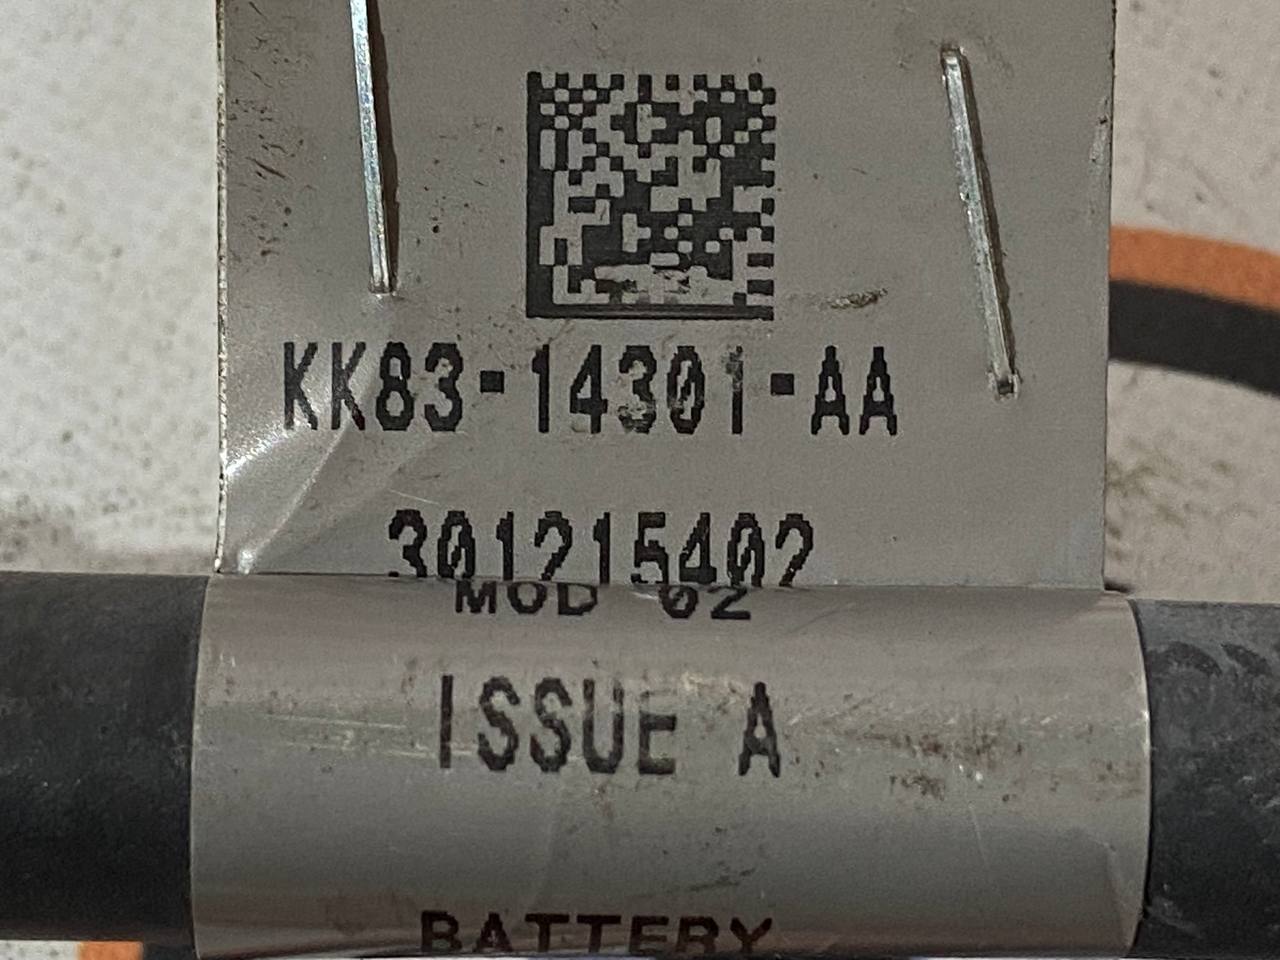 KK83-14301-AA
301215402
MOD 02
ISSUE A
BATTERY